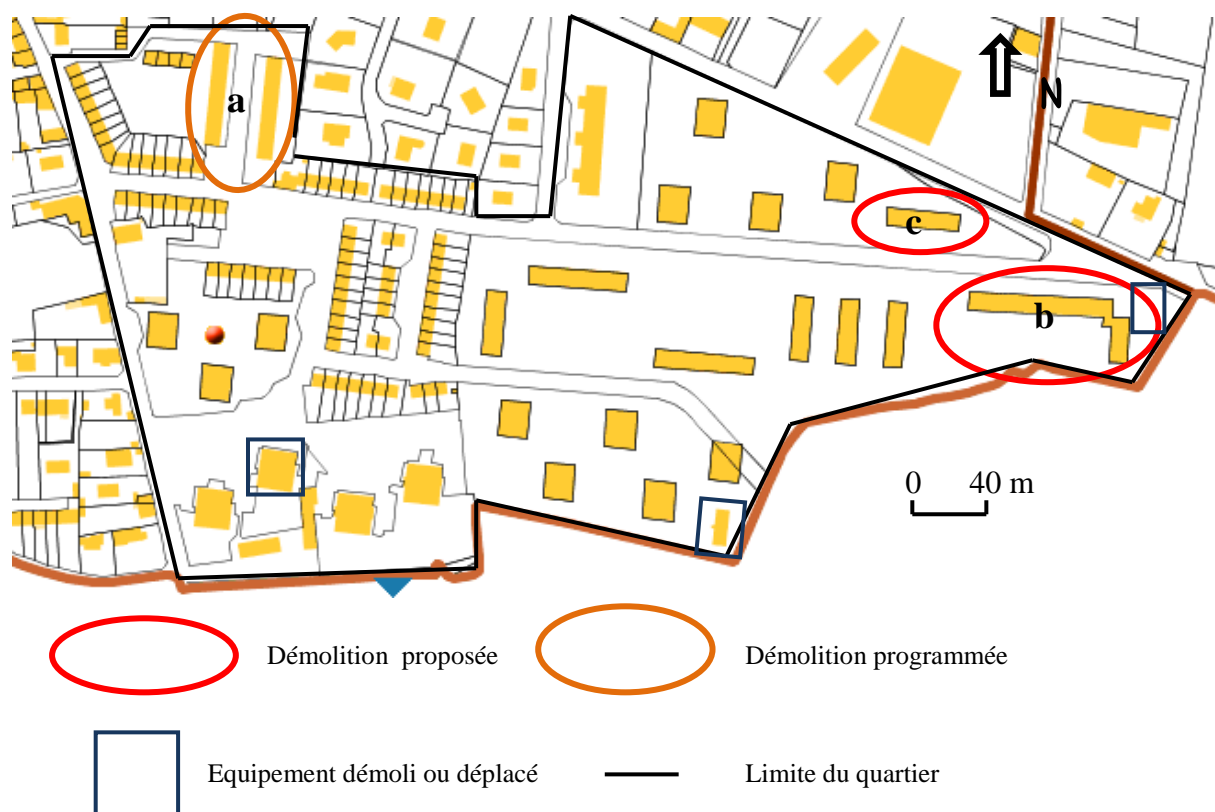 a
N
c
b
0 40 m
Démolition proposée
Démolition programmée
Equipement démoli ou déplacé
Limite du quartier